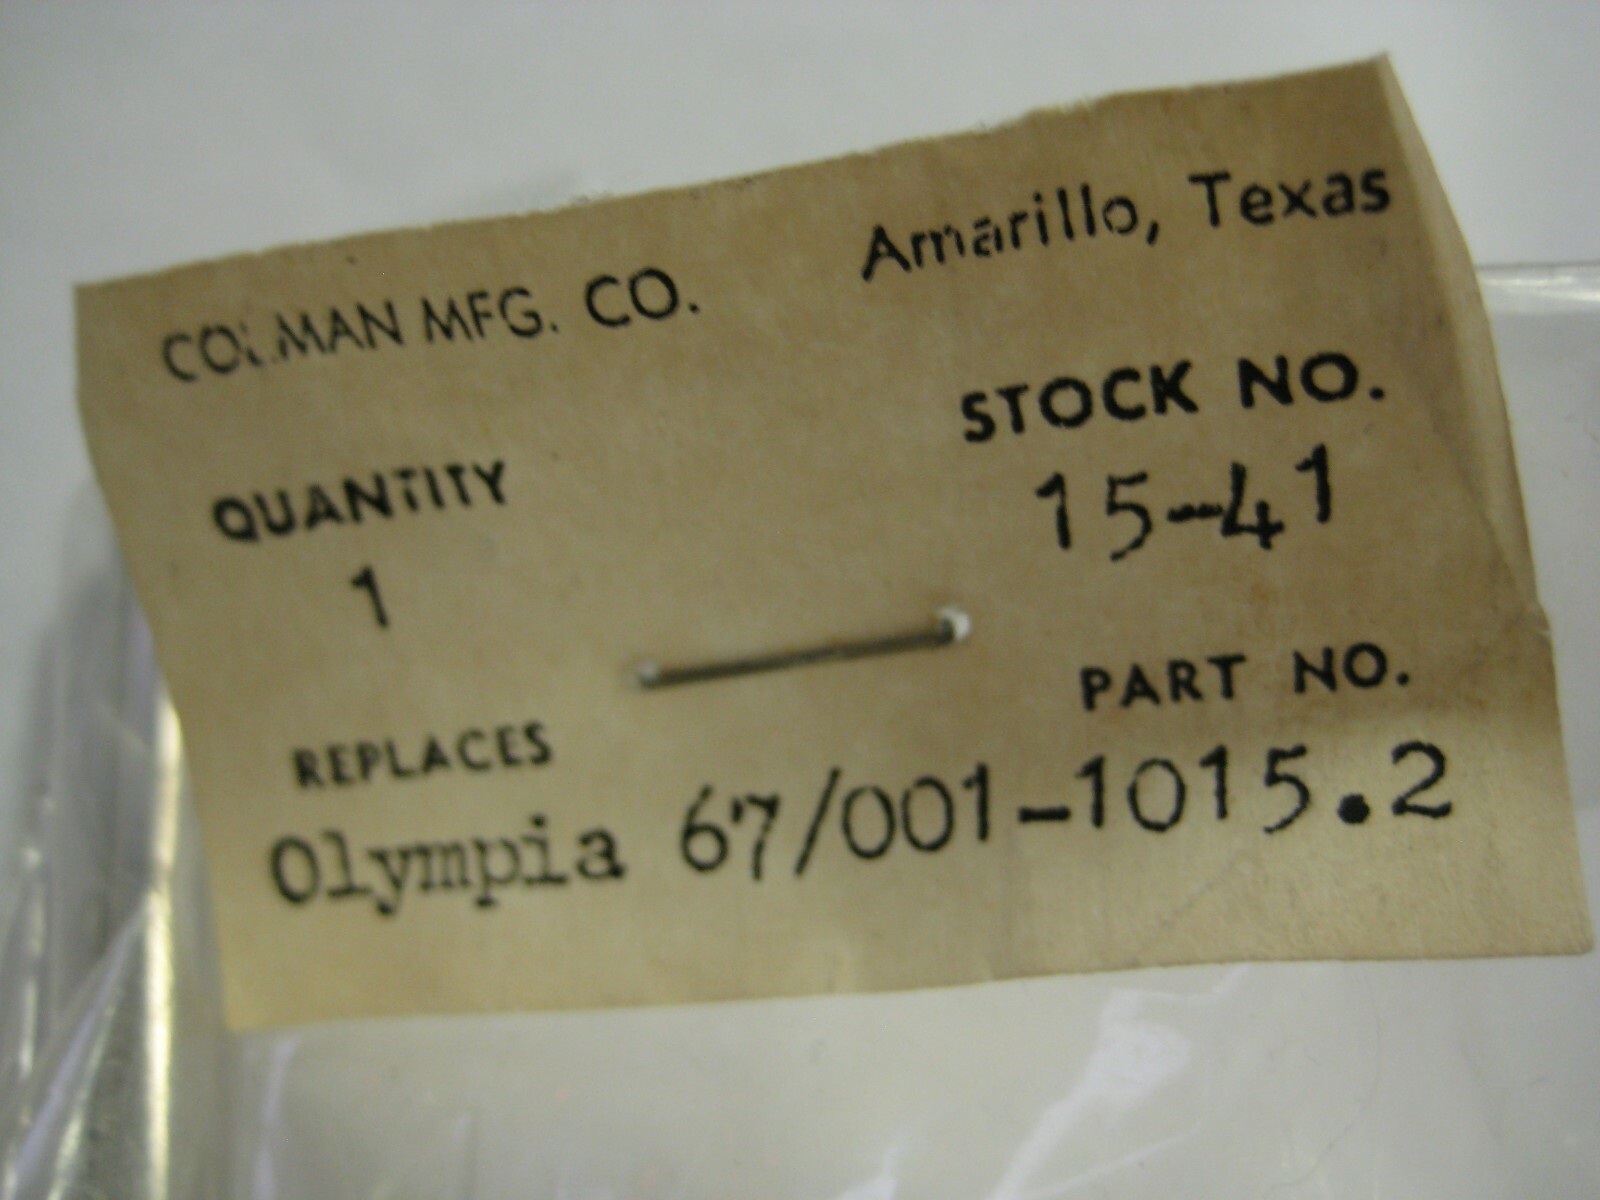 COLMAN MFG. CO. Amarillo, Texas
QUANTITY STOCK NO.
1 15-41
REPLACES PART NO.
Olympia 67/001-1015.2